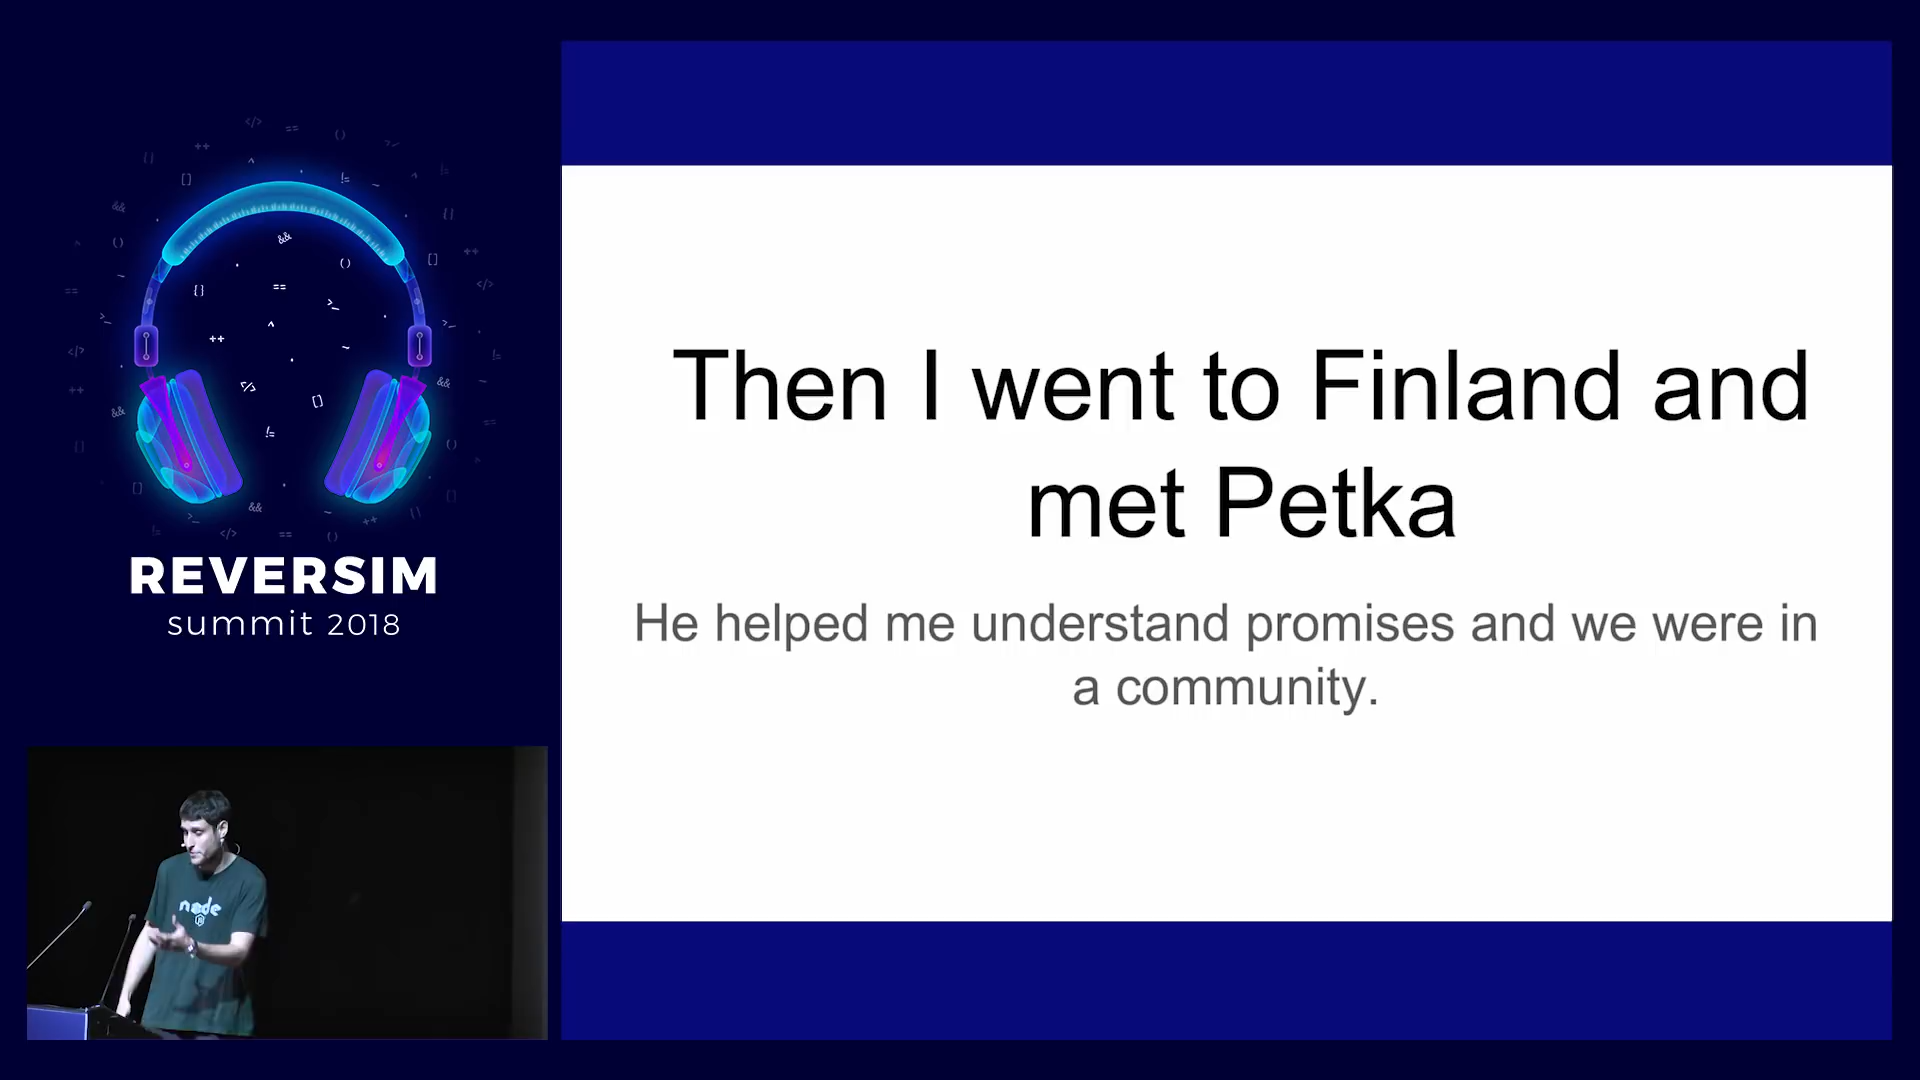 REVERSIM
summit 2018
Then I went to Finland and
met Petka
He helped me understand promises and we were in
a community.
node
JS